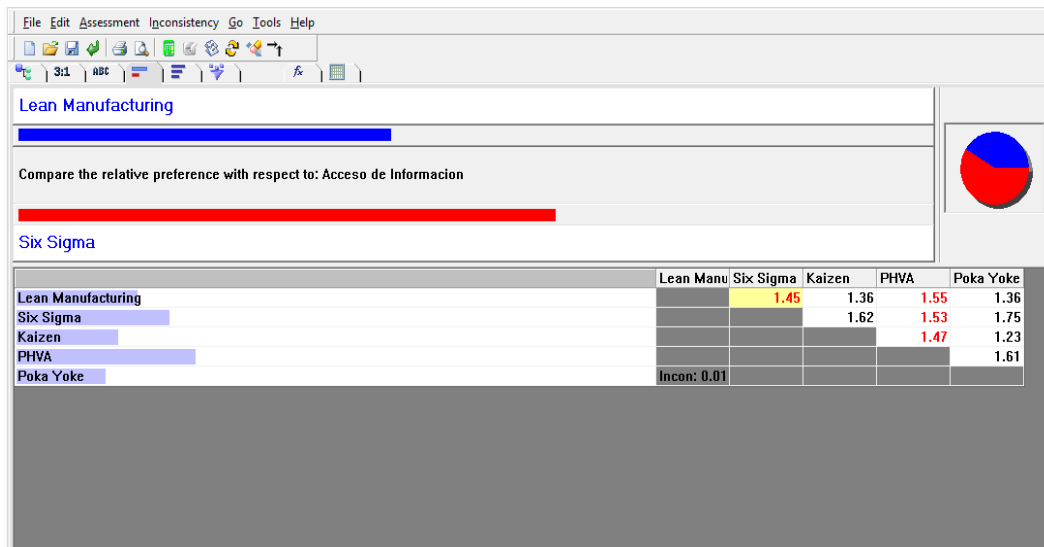 File Edit Assessment Inconsistency Go Tools Help
3:1 ABC fx
Lean Manufacturing
Compare the relative preference with respect to: Acceso de Informacion
Six Sigma
Lean Manu Six Sigma Kaizen PHVA Poka Yoke
Lean Manufacturing 1.45 1.36 1.55 1.36
Six Sigma 1.62 1.53 1.75
Kaizen 1.47 1.23
PHVA 1.61
Poka Yoke Incon: 0.01